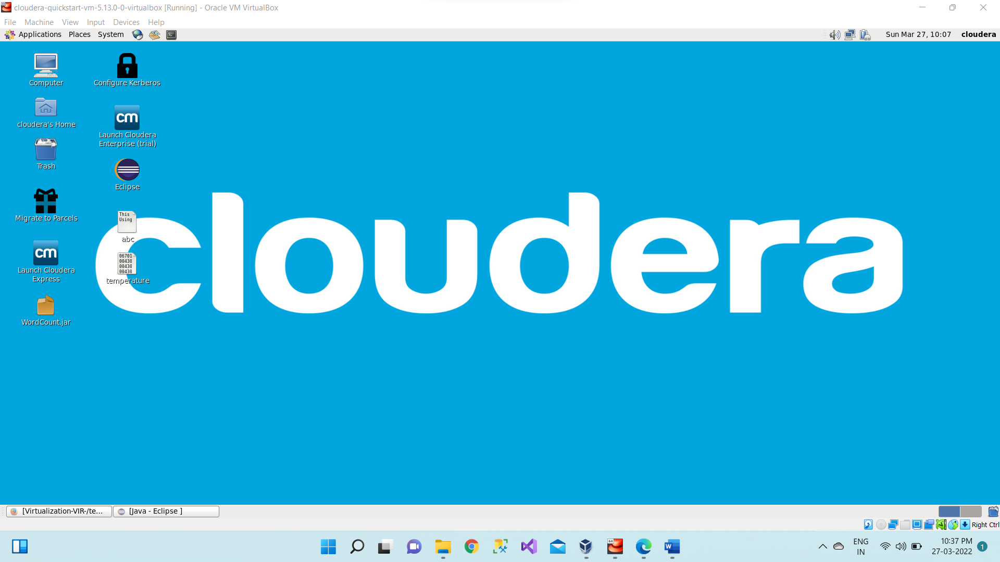 cloudera-quickstart-vm-5.13.0-0-virtualbox [Running] - Oracle VM VirtualBox
File Machine View Input Devices Help
Applications Places System
Sun Mar 27, 10:07 cloudera
Computer
Configure Kerberos
cloudera's Home
cm
Launch Cloudera
Enterprise (trial)
Trash
Eclipse
Migrate to Parcels
This
Using
abc
cm
Launch Cloudera
Express
06701
00430
00430
00430
temperature
WordCount.jar
cloudera
[Virtualization-VIR-/te...
[Java - Eclipse ]
Right Ctrl
64
W
ENG
IN
10:37 PM
27-03-2022
1